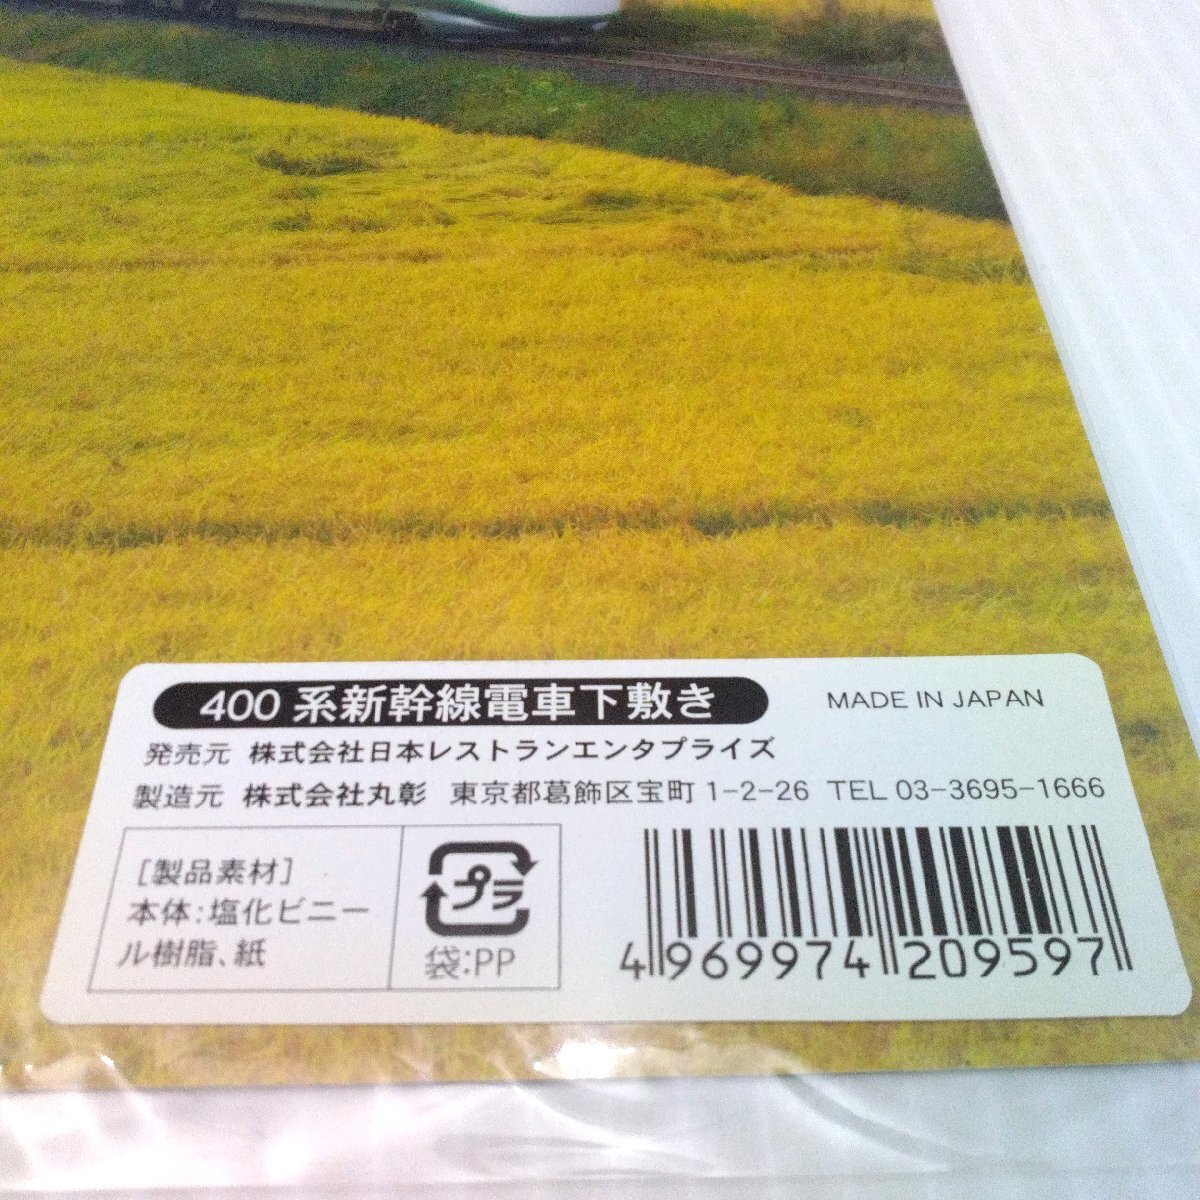 400系新幹線電車下敷き
MADE IN JAPAN
発売元 株式会社日本レストランエンタプライズ
製造元 株式会社丸彰 東京都葛飾区宝町1-2-26 TEL 03-3695-1666
[製品素材]
本体:塩化ビニー
ル樹脂、紙
プラ
袋:PP
4969974209597